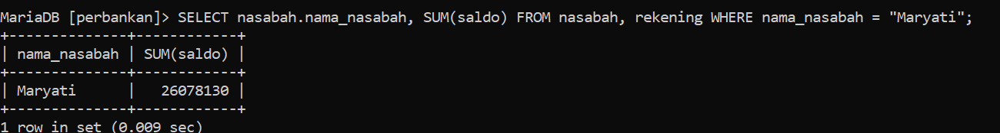 MariaDB [perbankan]> SELECT nasabah.nama_nasabah, SUM(saldo) FROM nasabah, rekening WHERE nama_nasabah = "Maryati";
+--------------+------------+
| nama_nasabah | SUM(saldo) |
+--------------+------------+
| Maryati      |   26078130 |
+--------------+------------+
1 row in set (0.009 sec)